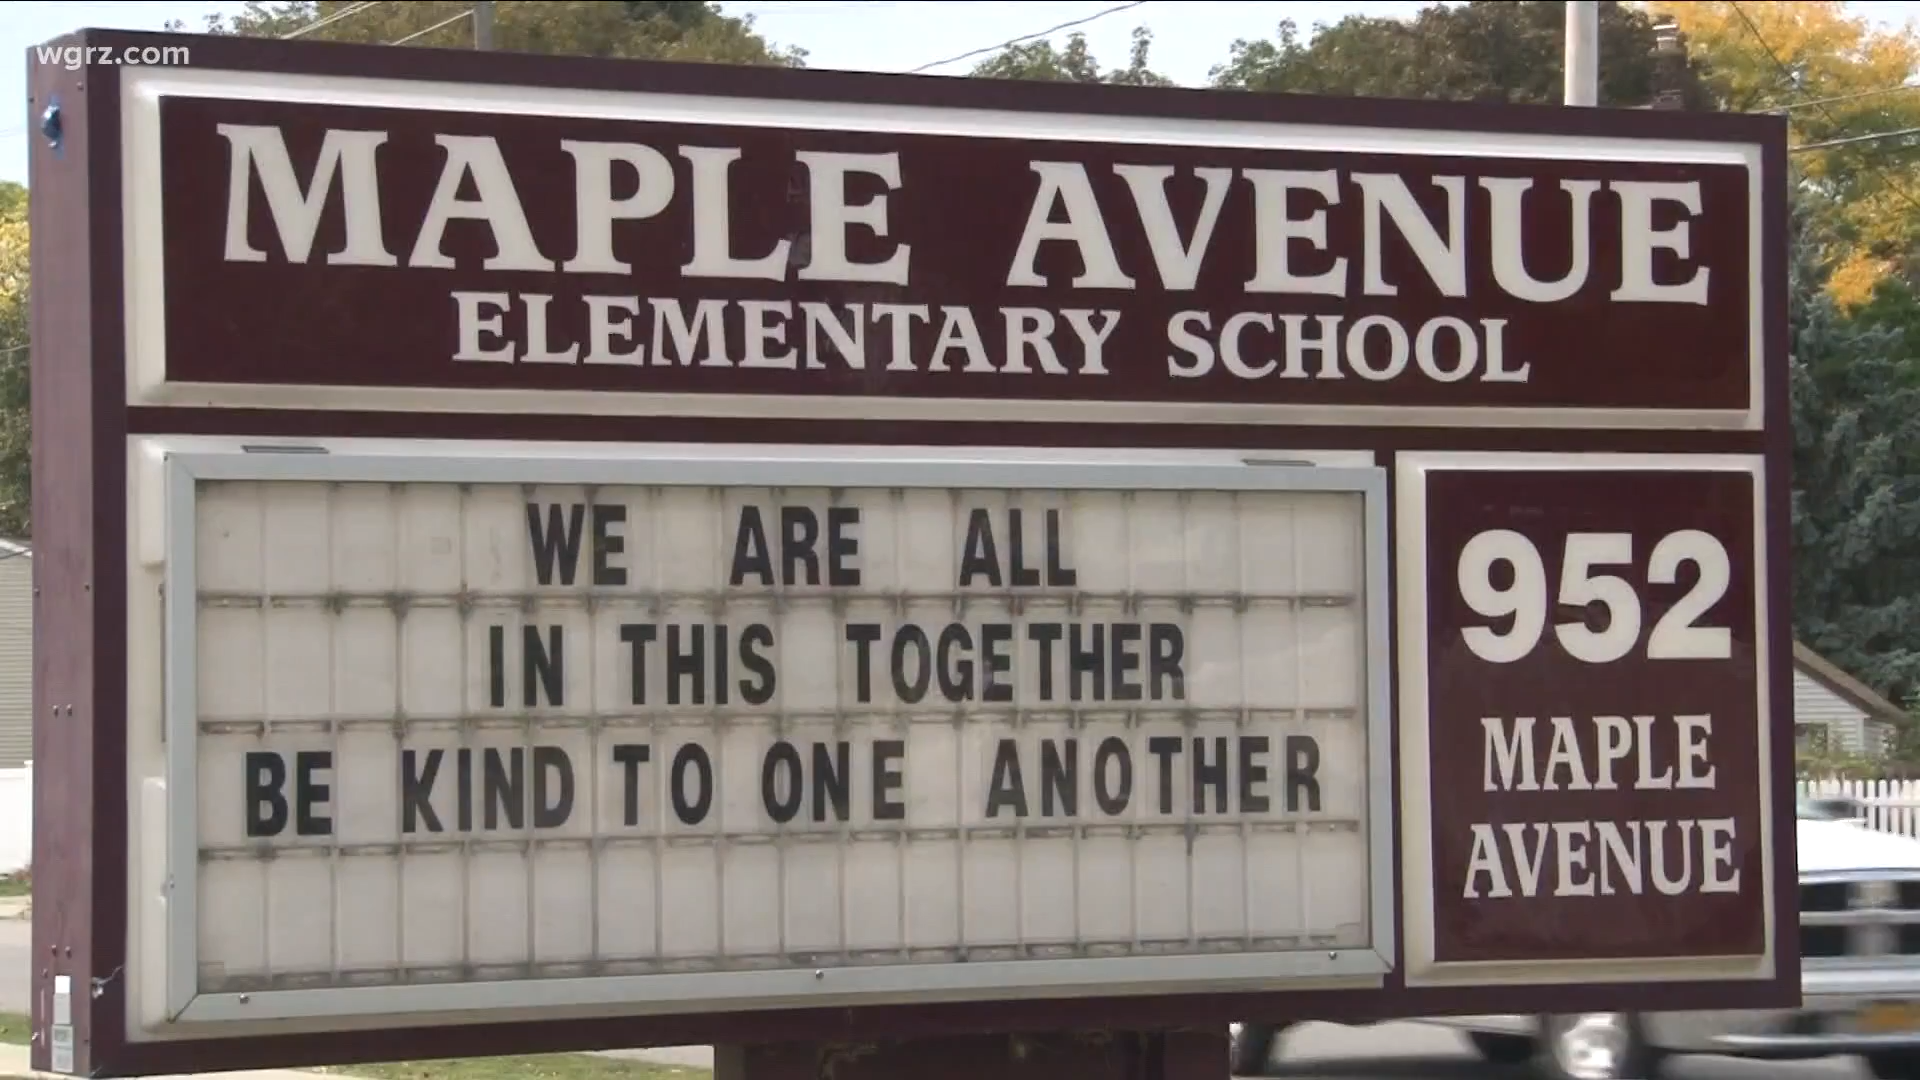 wgrz.com
MAPLE AVENUE
ELEMENTARY SCHOOL
WE ARE ALL
IN THIS TOGETHER
BE KIND TO ONE ANOTHER
952
MAPLE
AVENUE